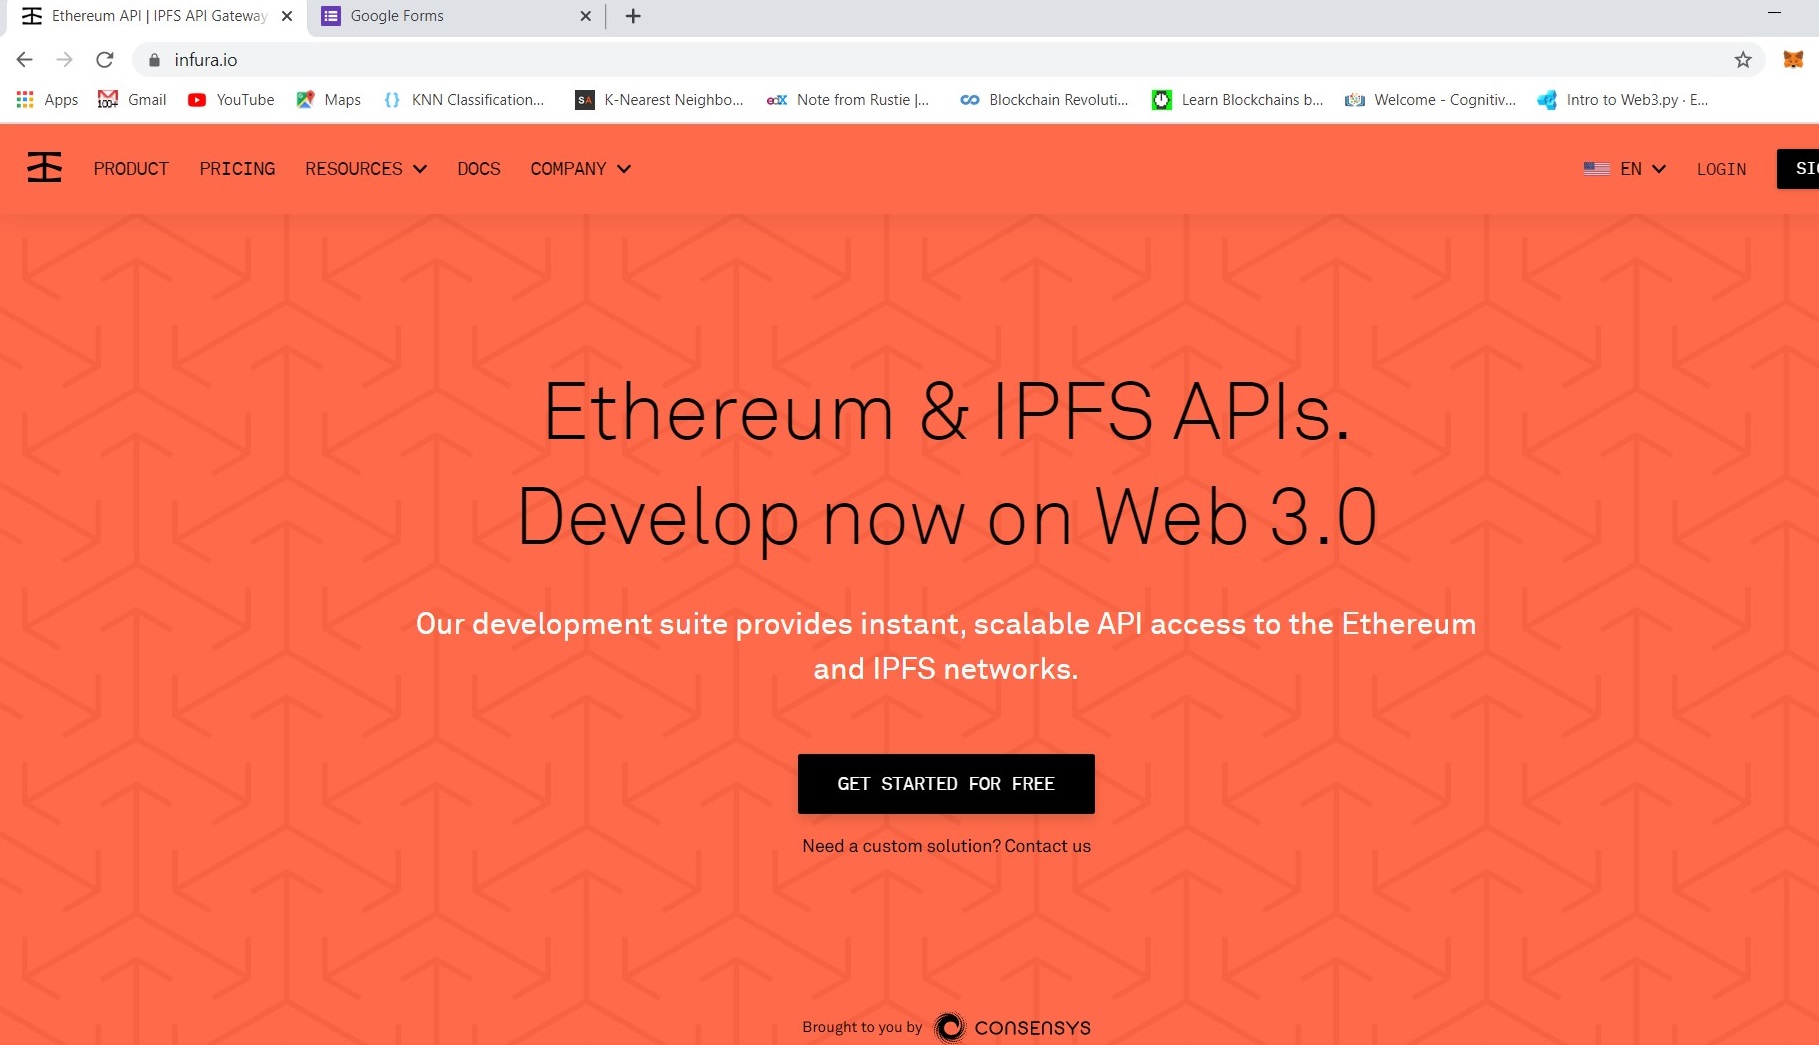 Ethereum API | IPFS API Gateway
Google Forms
infura.io
Apps
100+
Gmail
YouTube
Maps
{} KNN Classification...
SA K-Nearest Neighbo...
edX Note from Rustie |...
Blockchain Revoluti...
Learn Blockchains b...
Welcome - Cognitiv...
Intro to Web3.py · E...
PRODUCT PRICING RESOURCES DOCS COMPANY EN LOGIN SI
Ethereum & IPFS APIs.
Develop now on Web 3.0
Our development suite provides instant, scalable API access to the Ethereum
and IPFS networks.
GET STARTED FOR FREE
Need a custom solution? Contact us
Brought to you by CONSENSYS